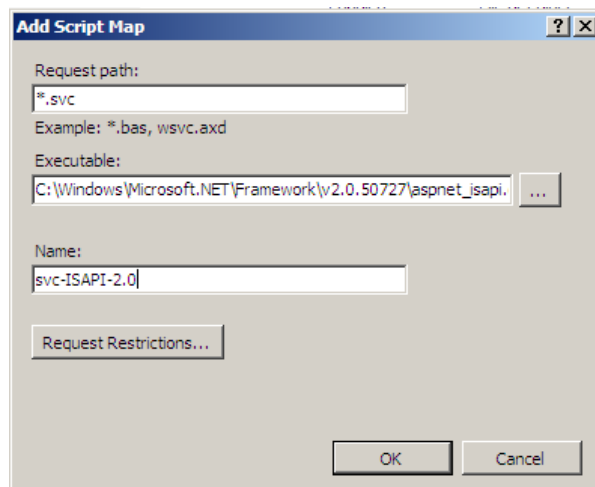 Add Script Map
Request path:
*.svc
Example: *.bas, wsvc.axd
Executable:
C:\Windows\Microsoft.NET\Framework\v2.0.50727\aspnet_isapi.
...
Name:
svc-ISAPI-2.0
Request Restrictions...
OK Cancel